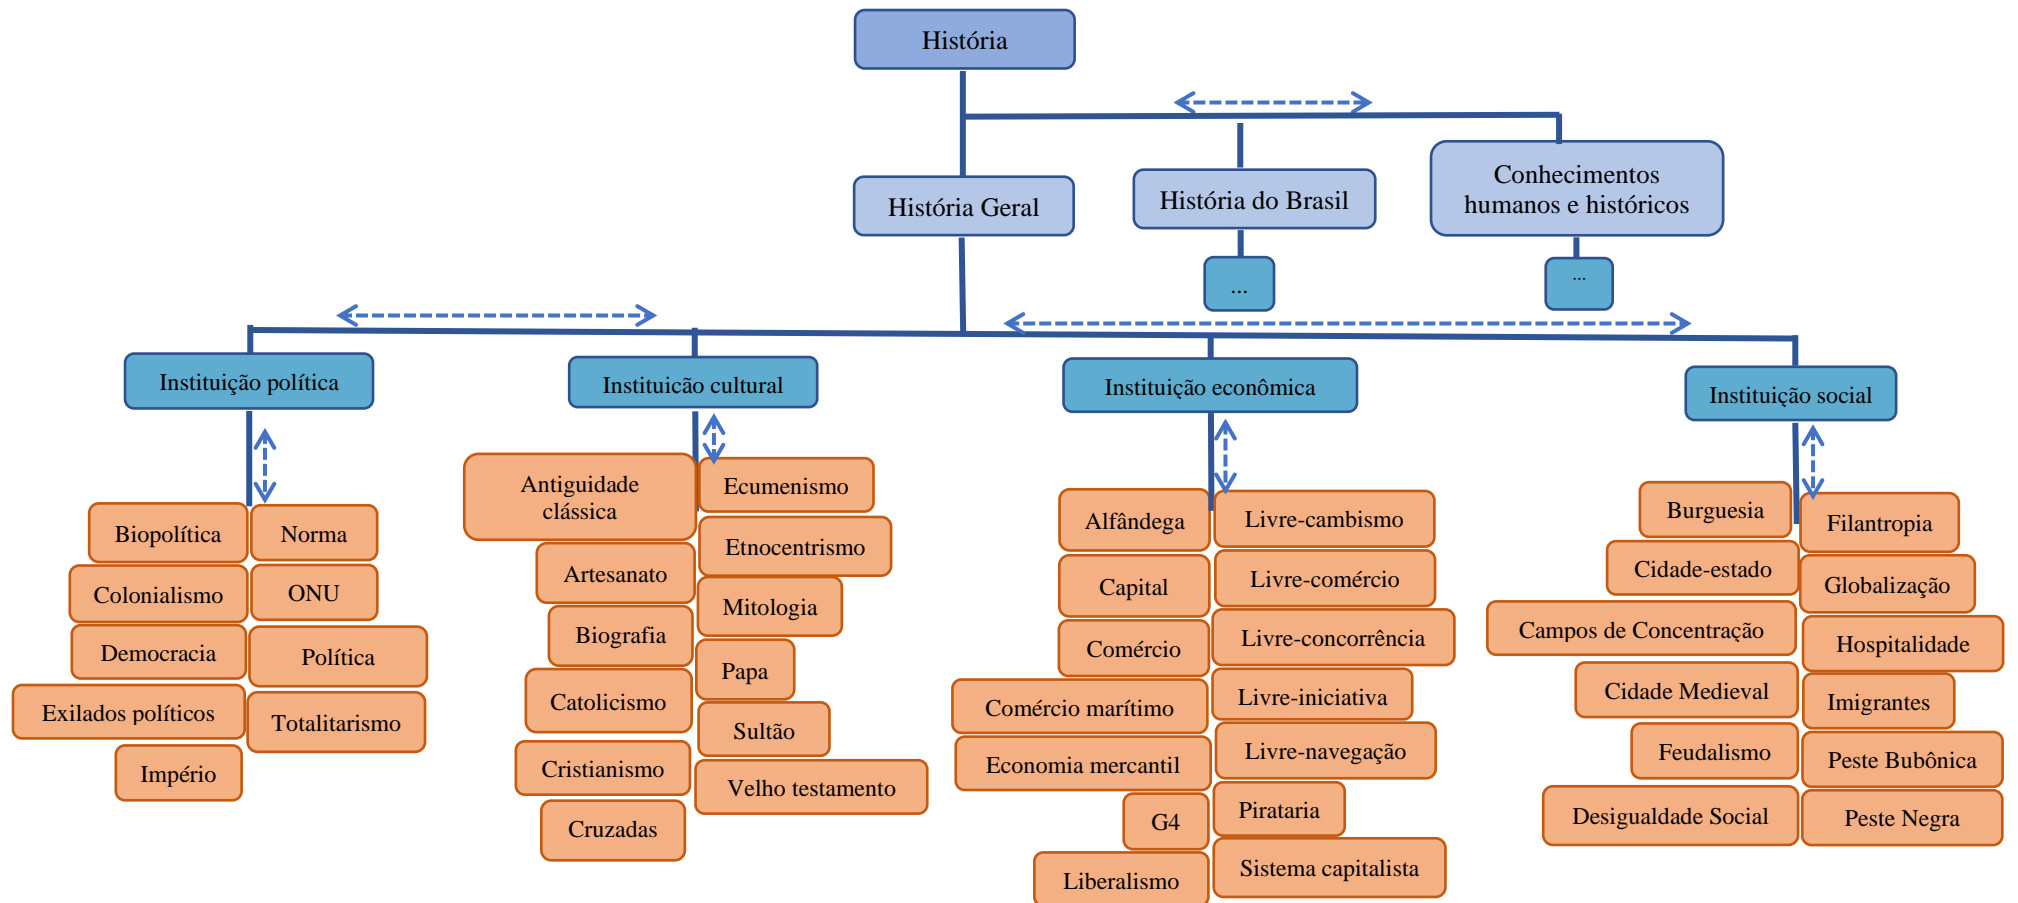 História
História Geral
História do Brasil
Conhecimentos
humanos e históricos
...
...
Instituição política
Instituicão cultural
Instituição econômica
Instituição social
Biopolítica
Norma
Colonialismo
ONU
Democracia
Política
Exilados políticos
Totalitarismo
Império
Antiguidade
clássica
Ecumenismo
Etnocentrismo
Artesanato
Mitologia
Biografia
Papa
Catolicismo
Sultão
Cristianismo
Velho testamento
Cruzadas
Alfândega
Livre-cambismo
Capital
Livre-comércio
Comércio
Livre-concorrência
Comércio marítimo
Livre-iniciativa
Economia mercantil
Livre-navegação
G4
Pirataria
Liberalismo
Sistema capitalista
Burguesia
Filantropia
Cidade-estado
Globalização
Campos de Concentração
Hospitalidade
Cidade Medieval
Imigrantes
Feudalismo
Peste Bubônica
Desigualdade Social
Peste Negra